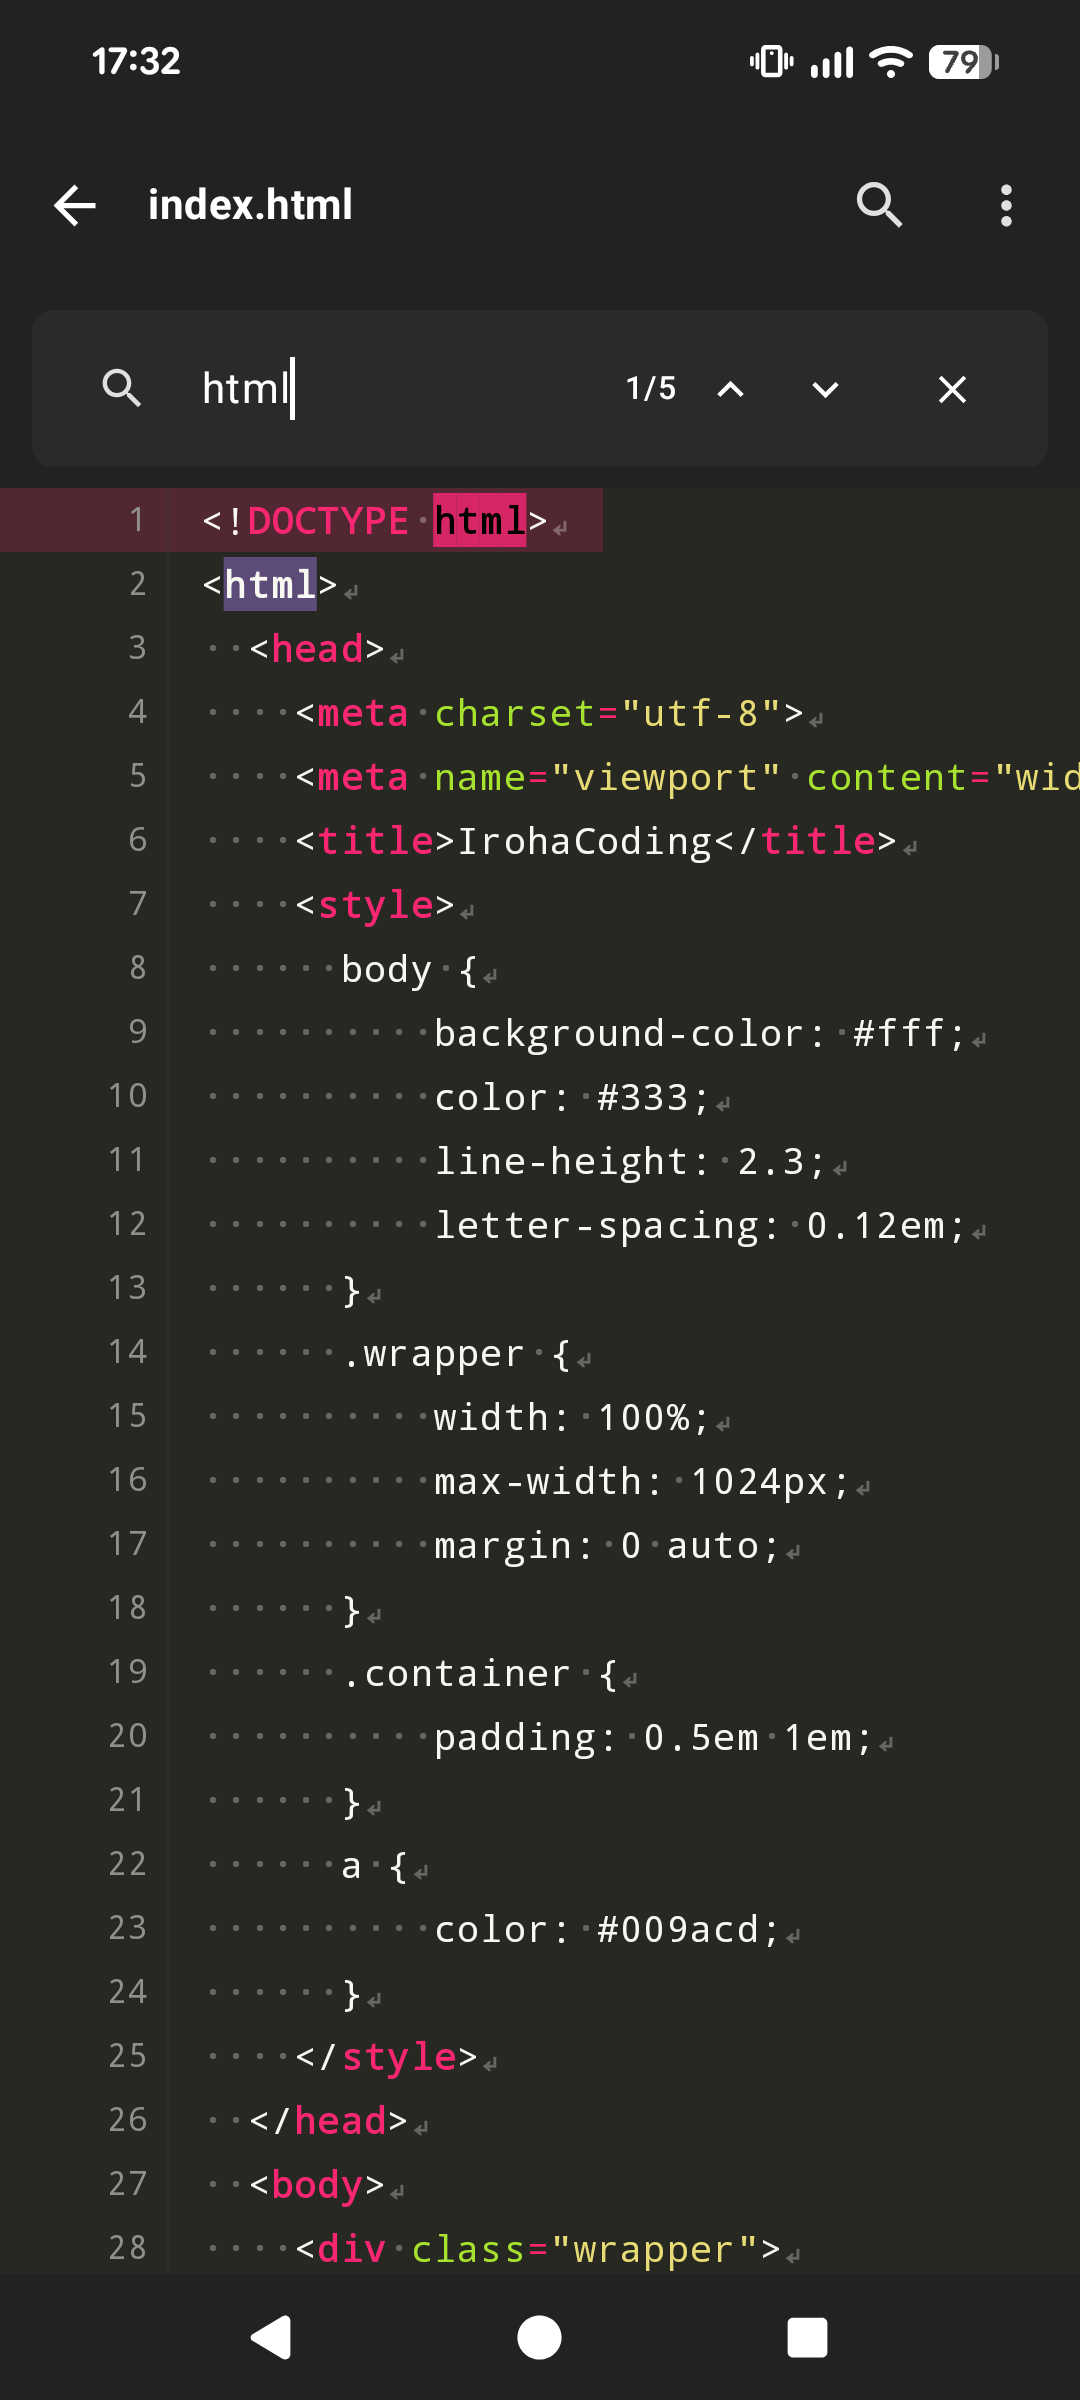 17:32
79
index.html
html
1/5
1 <!DOCTYPE html>
2 <html>
3   <head>
4     <meta charset="utf-8">
5     <meta name="viewport" content="wid
6     <title>IrohaCoding</title>
7     <style>
8       body {
9           background-color: #fff;
10           color: #333;
11           line-height: 2.3;
12           letter-spacing: 0.12em;
13       }
14       .wrapper {
15           width: 100%;
16           max-width: 1024px;
17           margin: 0 auto;
18       }
19       .container {
20           padding: 0.5em 1em;
21       }
22       a {
23           color: #009acd;
24       }
25     </style>
26   </head>
27   <body>
28     <div class="wrapper">